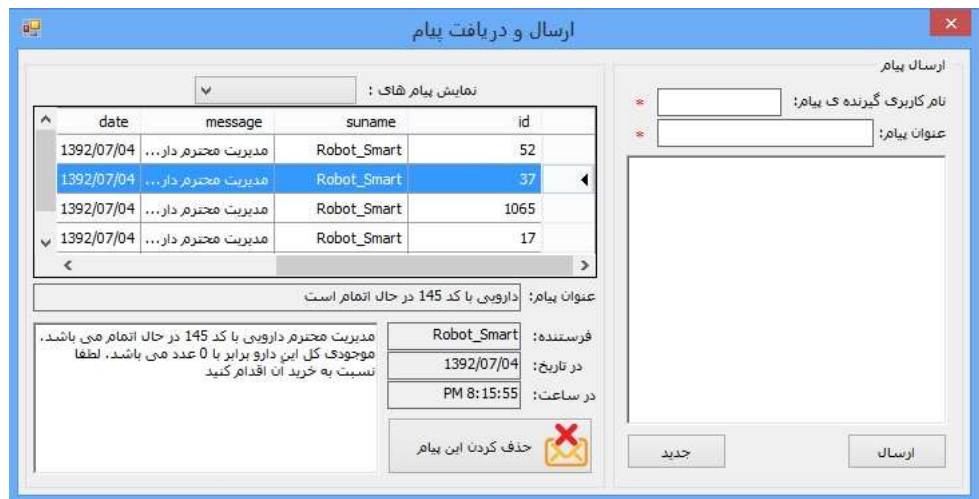 ارسال و دریافت پیام
ارسال پیام
نام کاربری گیرنده ی پیام: *
عنوان پیام: *
ارسال
جدید
نمایش پیام های :
id suname message date
52 Robot_Smart مدیریت محترم دار... 1392/07/04
37 Robot_Smart مدیریت محترم دار... 1392/07/04
1065 Robot_Smart مدیریت محترم دار... 1392/07/04
17 Robot_Smart مدیریت محترم دار... 1392/07/04
عنوان پیام: دارویی با کد 145 در حال اتمام است
فرستنده: Robot_Smart
در تاریخ: 1392/07/04
در ساعت: PM 8:15:55
حذف کردن این پیام
مدیریت محترم دارویی با کد 145 در حال اتمام می باشد.
موجودی کل این دارو برابر با 0 عدد می باشد، لطفا
نسبت به خرید آن اقدام کنید